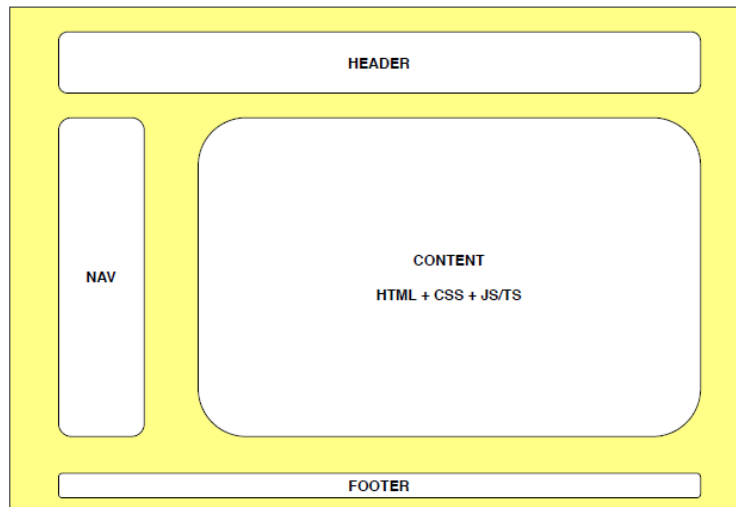 HEADER
NAV
CONTENT
HTML + CSS + JS/TS
FOOTER